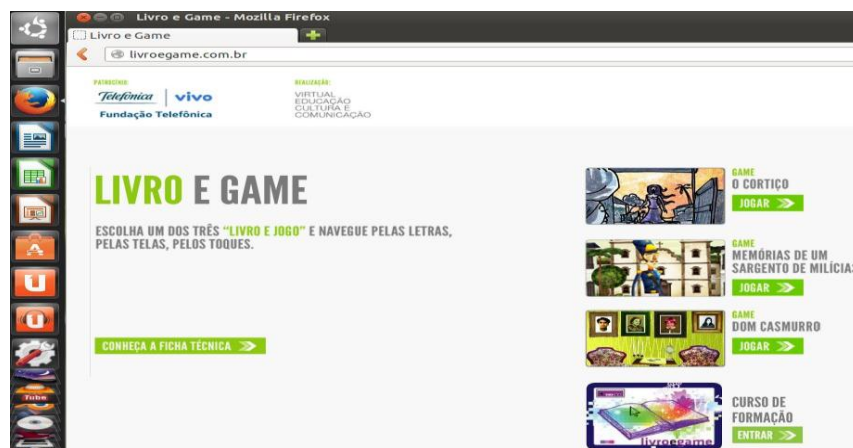 Livro e Game - Mozilla Firefox
Livro e Game
livroegame.com.br
PATROCÍNIO:
Telefónica vivo
Fundação Telefônica
REALIZAÇÃO:
VIRTUAL
EDUCAÇÃO
CULTURA E
COMUNICAÇÃO
LIVRO E GAME
ESCOLHA UM DOS TRÊS “LIVRO E JOGO” E NAVEGUE PELAS LETRAS,
PELAS TELAS, PELOS TOQUES.
CONHEÇA A FICHA TÉCNICA
GAME
O CORTIÇO
JOGAR
GAME
MEMÓRIAS DE UM
SARGENTO DE MILÍCIAS
JOGAR
GAME
DOM CASMURRO
JOGAR
CURSO DE
FORMAÇÃO
ENTRAR
livroegame
Tube